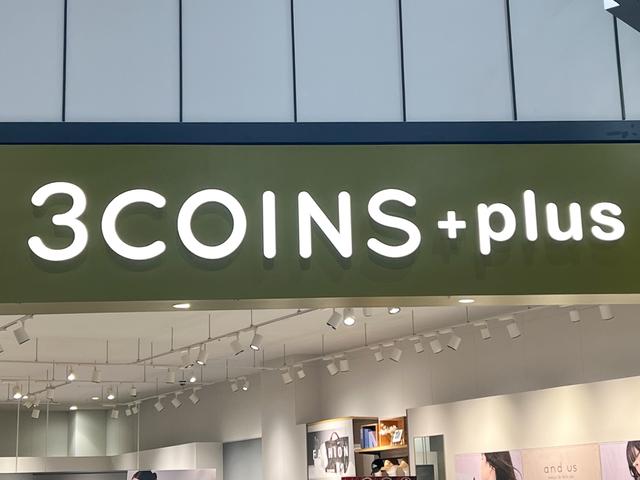 3COINS +plus
and us